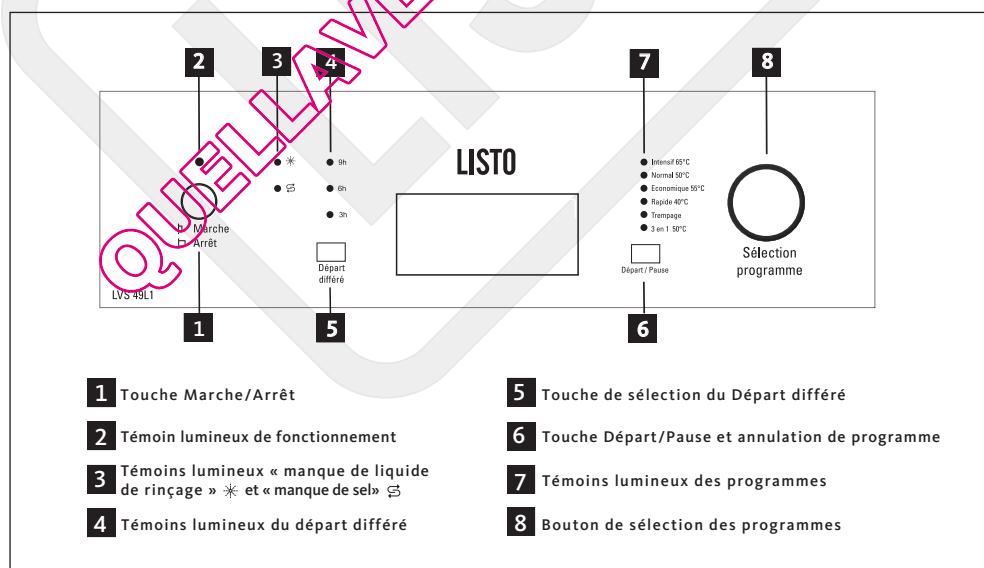 QUELLAVE
2
3
4
7
8
LISTO
9h
6h
3h
Marche
Arrêt
Départ
différé
LVS 49L1
Intensif 65°C
Normal 50°C
Economique 55°C
Rapide 40°C
Trempage
3 en 1 50°C
Départ / Pause
Sélection
programme
1
5
6
1 Touche Marche/Arrêt
2 Témoin lumineux de fonctionnement
3 Témoins lumineux « manque de liquide
de rinçage » et « manque de sel»
4 Témoins lumineux du départ différé
5 Touche de sélection du Départ différé
6 Touche Départ/Pause et annulation de programme
7 Témoins lumineux des programmes
8 Bouton de sélection des programmes